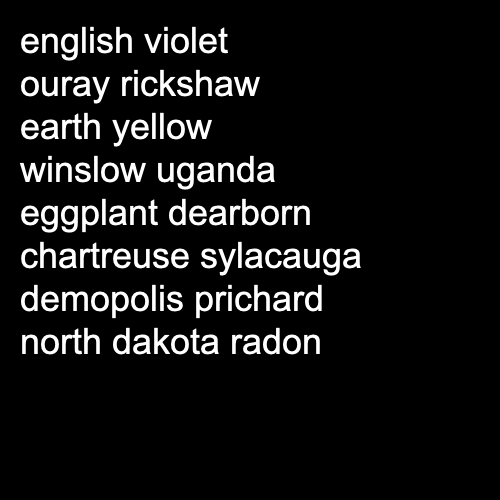 english violet
ouray rickshaw
earth yellow
winslow uganda
eggplant dearborn
chartreuse sylacauga
demopolis prichard
north dakota radon